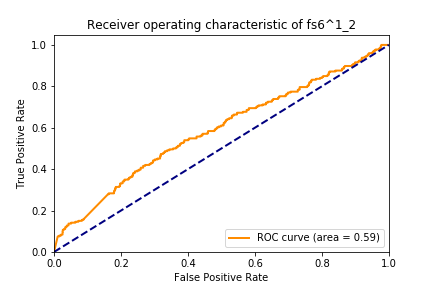 Receiver operating characteristic of fs6^1_2
True Positive Rate
1.0
0.8
0.6
0.4
0.2
0.0
ROC curve (area = 0.59)
0.0 0.2 0.4 0.6 0.8 1.0
False Positive Rate